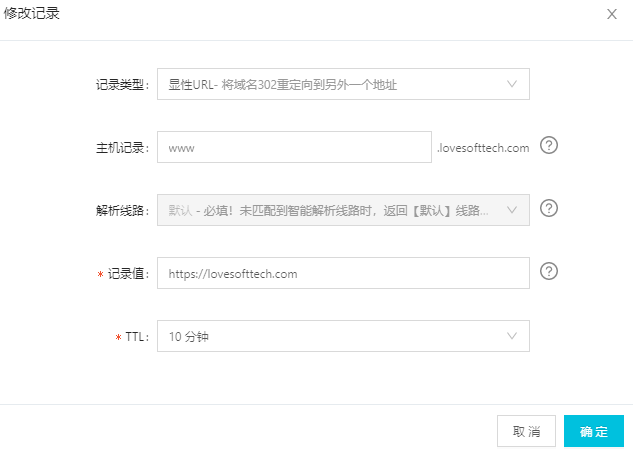 修改记录
记录类型： 显性URL- 将域名302重定向到另外一个地址
主机记录： www .lovesofttech.com
解析线路： 默认 - 必填！未匹配到智能解析线路时，返回【默认】线路...
* 记录值： https://lovesofttech.com
* TTL： 10 分钟
取消 确定